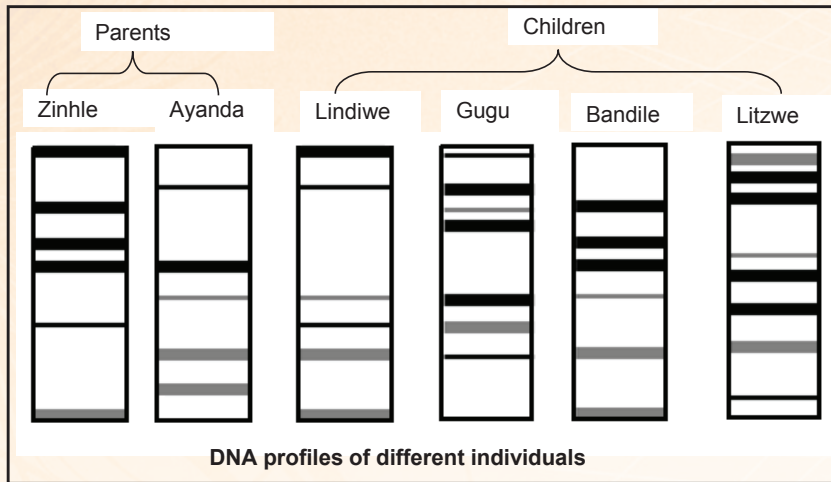 Parents
Children
Zinhle
Ayanda
Lindiwe
Gugu
Bandile
Litzwe
DNA profiles of different individuals